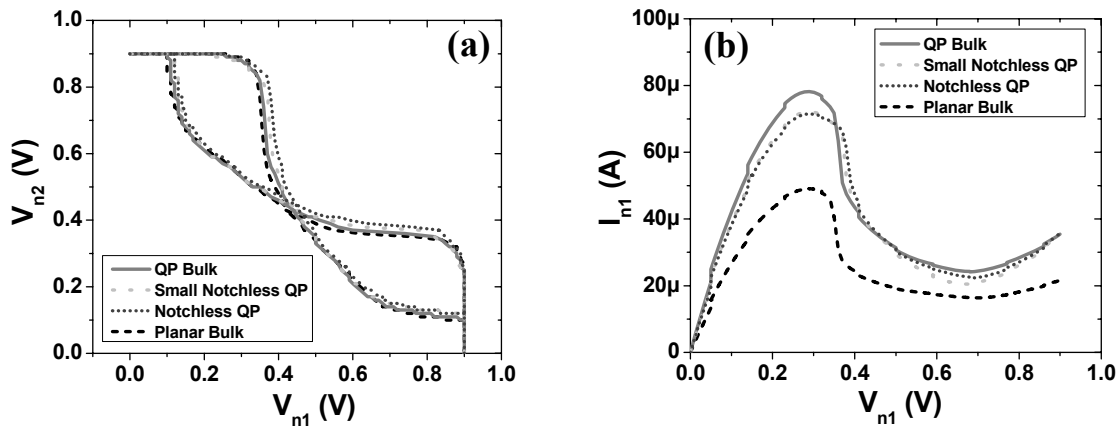 (a)
1.0
0.8
0.6
0.4
0.2
0.0
V_n2 (V)
QP Bulk
Small Notchless QP
Notchless QP
Planar Bulk
0.0 0.2 0.4 0.6 0.8 1.0
V_n1 (V)
(b)
100μ
80μ
60μ
40μ
20μ
0
I_n1 (A)
QP Bulk
Small Notchless QP
Notchless QP
Planar Bulk
0.0 0.2 0.4 0.6 0.8 1.0
V_n1 (V)